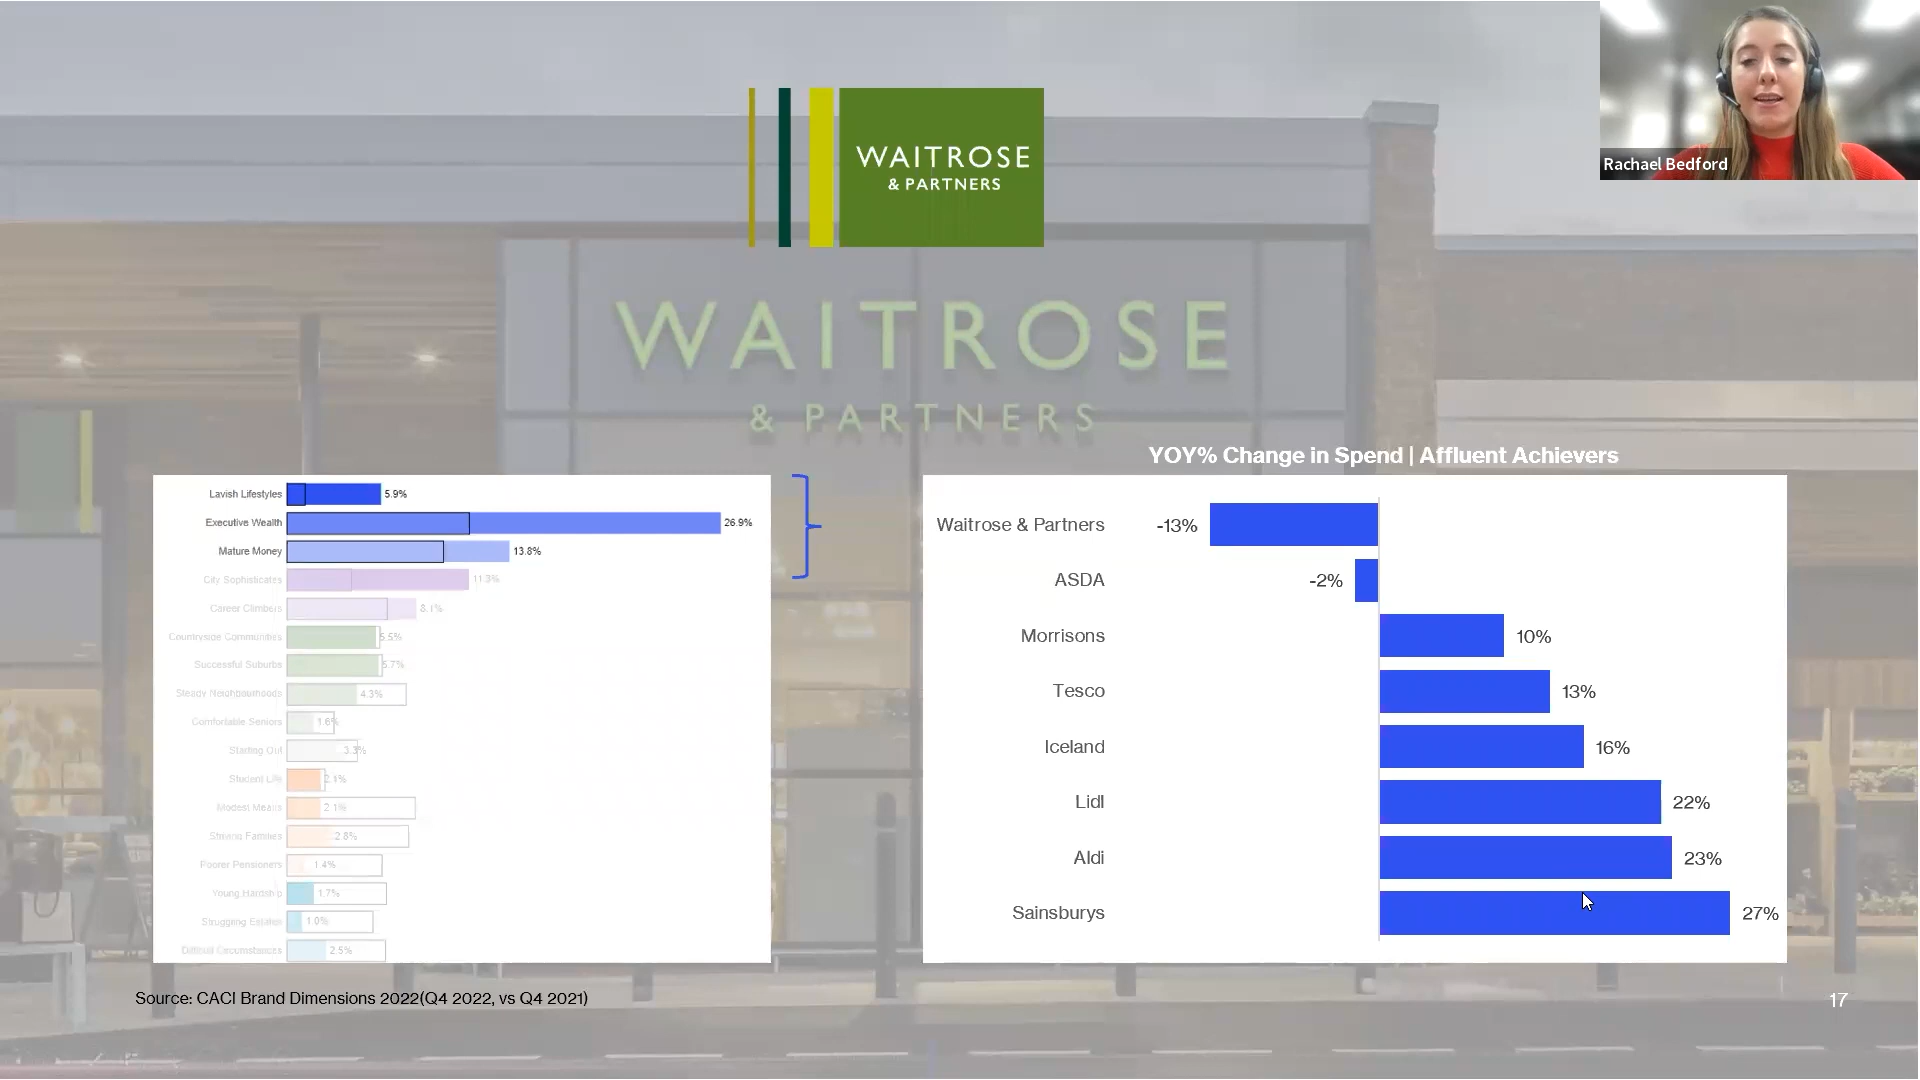 Rachael Bedford
WAITROSE
& PARTNERS
WAITROSE
& PARTNERS
YOY% Change in Spend | Affluent Achievers
Lavish Lifestyles 5.9%
Executive Wealth 26.9%
Mature Money 13.8%
City Sophisticates 11.3%
Career Climbers 8.1%
Countryside Communities 5.5%
Successful Suburbs 5.7%
Steady Neighbourhoods 4.3%
Comfortable Seniors 1.6%
Starting Out 3.3%
Student Life 2.1%
Modest Means 2.1%
Striving Families 2.8%
Poorer Pensioners 1.4%
Young Hardship 1.7%
Struggling Estates 1.0%
Difficult Circumstances 2.5%
Waitrose & Partners -13%
ASDA -2%
Morrisons 10%
Tesco 13%
Iceland 16%
Lidl 22%
Aldi 23%
Sainsburys 27%
Source: CACI Brand Dimensions 2022(Q4 2022, vs Q4 2021)
17